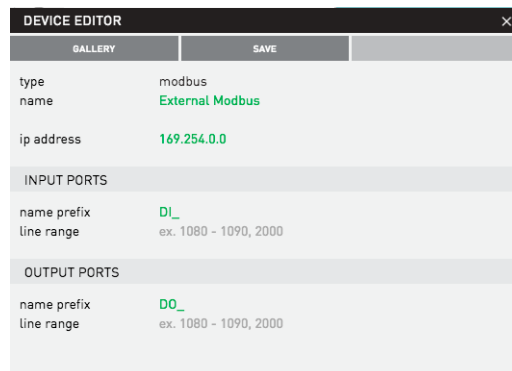 DEVICE EDITOR ×
GALLERY SAVE
type modbus
name External Modbus
ip address 169.254.0.0
INPUT PORTS
name prefix DI_
line range ex. 1080 - 1090, 2000
OUTPUT PORTS
name prefix DO_
line range ex. 1080 - 1090, 2000